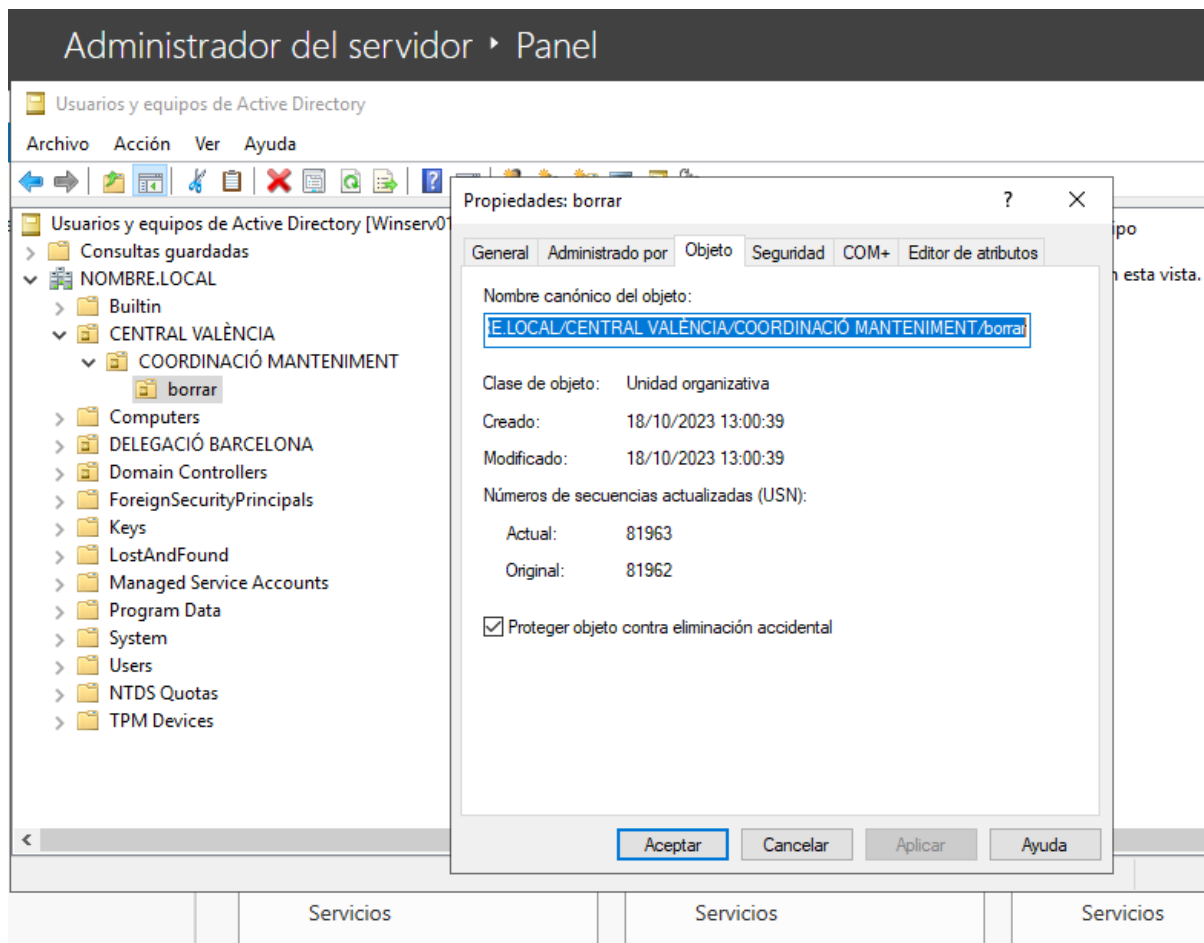 Administrador del servidor ‣ Panel
Usuarios y equipos de Active Directory
Archivo Acción Ver Ayuda
Usuarios y equipos de Active Directory [Winserv01
Consultas guardadas
NOMBRE.LOCAL
Builtin
CENTRAL VALÈNCIA
COORDINACIÓ MANTENIMENT
borrar
Computers
DELEGACIÓ BARCELONA
Domain Controllers
ForeignSecurityPrincipals
Keys
LostAndFound
Managed Service Accounts
Program Data
System
Users
NTDS Quotas
TPM Devices
Propiedades: borrar
General Administrado por Objeto Seguridad COM+ Editor de atributos
Nombre canónico del objeto:
E.LOCAL/CENTRAL VALÈNCIA/COORDINACIÓ MANTENIMENT/borrar
Clase de objeto: Unidad organizativa
Creado: 18/10/2023 13:00:39
Modificado: 18/10/2023 13:00:39
Números de secuencias actualizadas (USN):
Actual: 81963
Original: 81962
Proteger objeto contra eliminación accidental
Aceptar Cancelar Aplicar Ayuda
ipo
esta vista.
Servicios Servicios Servicios